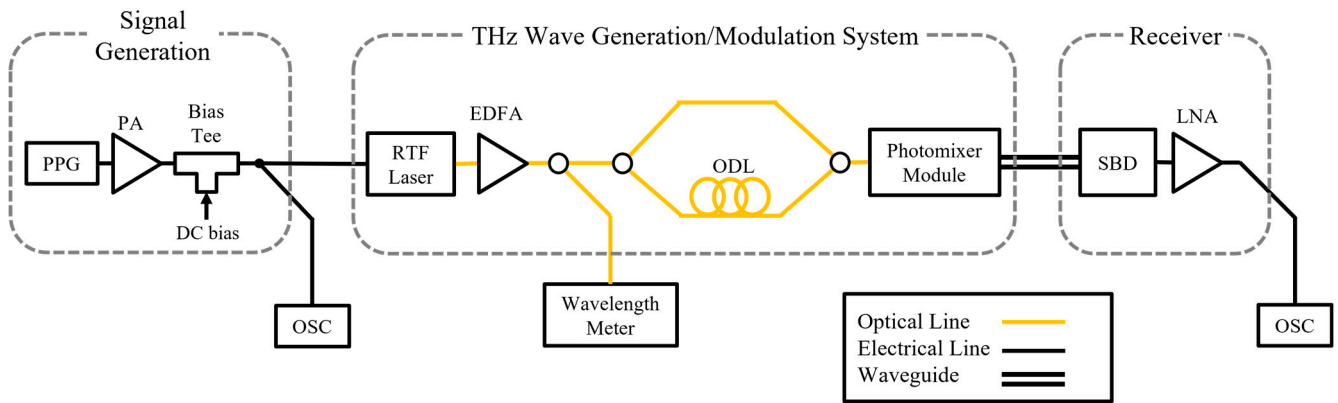 Signal
Generation
THz Wave Generation/Modulation System
Receiver
PA
Bias
Tee
EDFA
LNA
PPG
RTF
Laser
ODL
Photomixer
Module
SBD
DC bias
OSC
Wavelength
Meter
OSC
Optical Line
Electrical Line
Waveguide